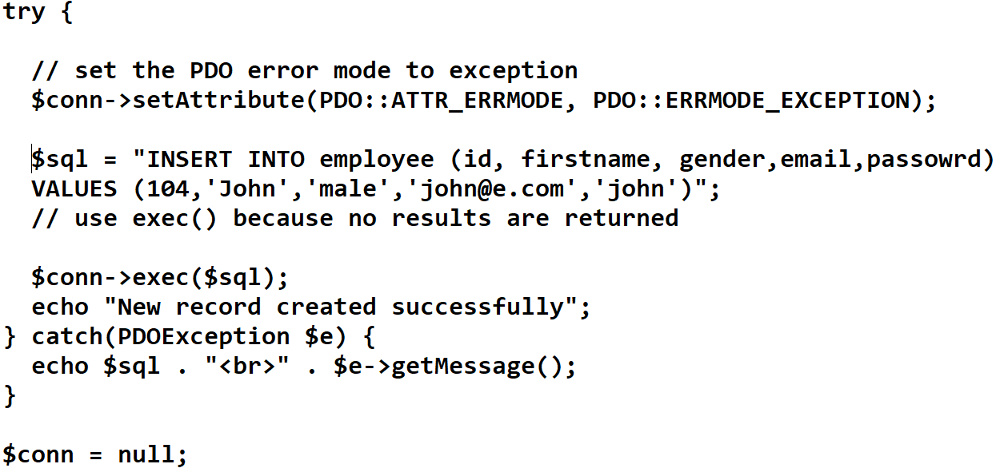 try {
// set the PDO error mode to exception
$conn->setAttribute(PDO::ATTR_ERRMODE, PDO::ERRMODE_EXCEPTION);
$sql = "INSERT INTO employee (id, firstname, gender,email,passowrd)
VALUES (104,'John','male','john@e.com','john')";
// use exec() because no results are returned
$conn->exec($sql);
echo "New record created successfully";
} catch(PDOException $e) {
echo $sql . "<br>" . $e->getMessage();
}
$conn = null;